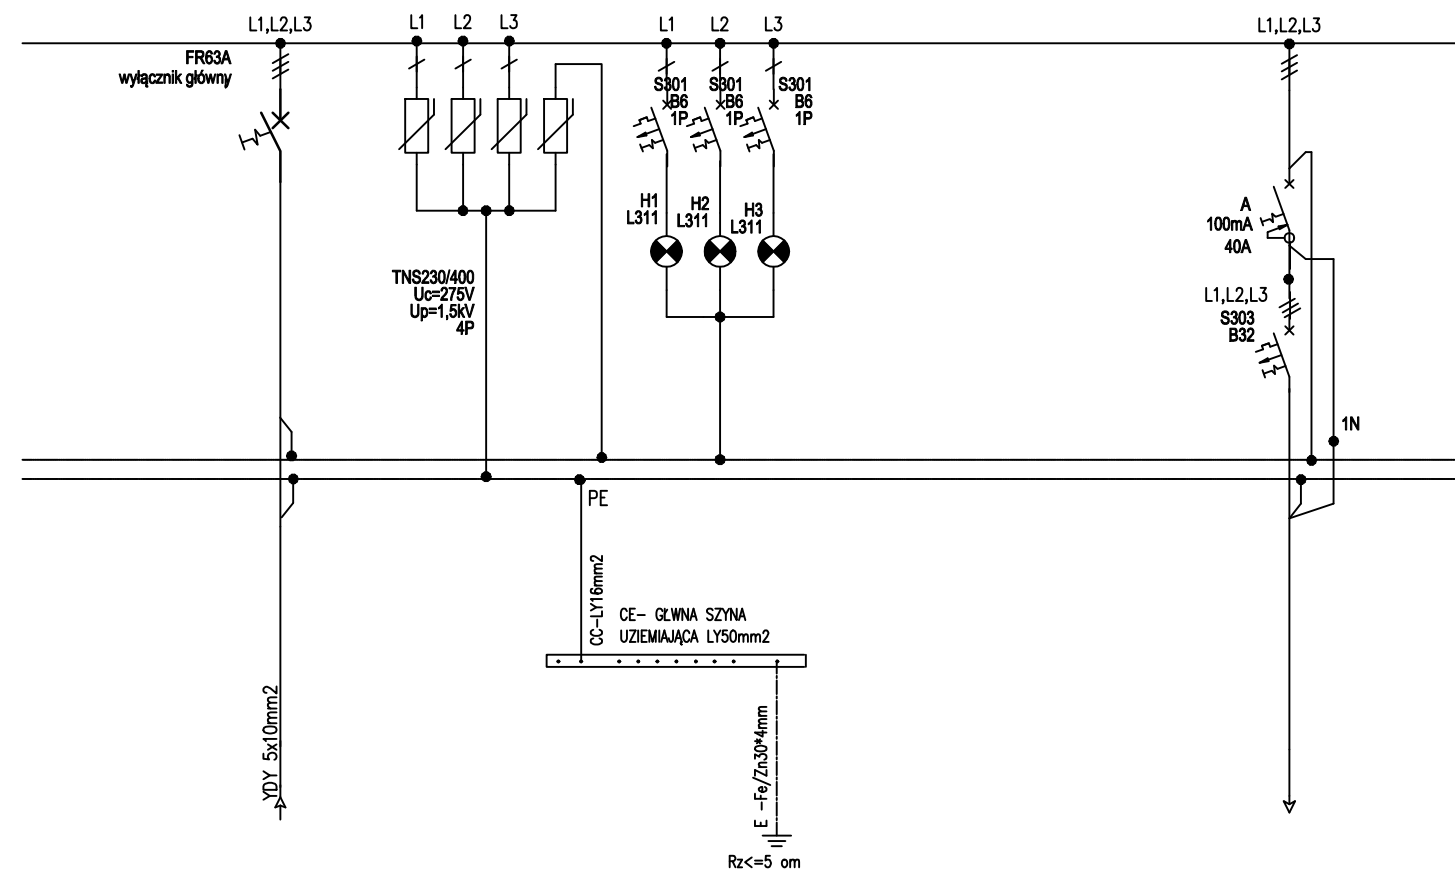 L1,L2,L3
FR63A
wyłącznik główny
L1
L2
L3
TNS230/400
Uc=275V
Up=1,5kV
4P
L1
L2
L3
S301
B6
1P
S301
B6
1P
S301
B6
1P
H1
L311
H2
L311
H3
L311
L1,L2,L3
A
100mA
40A
L1,L2,L3
S303
B32
1N
PE
CC-LY16mm2
CE- GŁWNA SZYNA
UZIEMIAJĄCA LY50mm2
YDY 5x10mm2
E -Fe/Zn30*4mm
Rz<=5 om